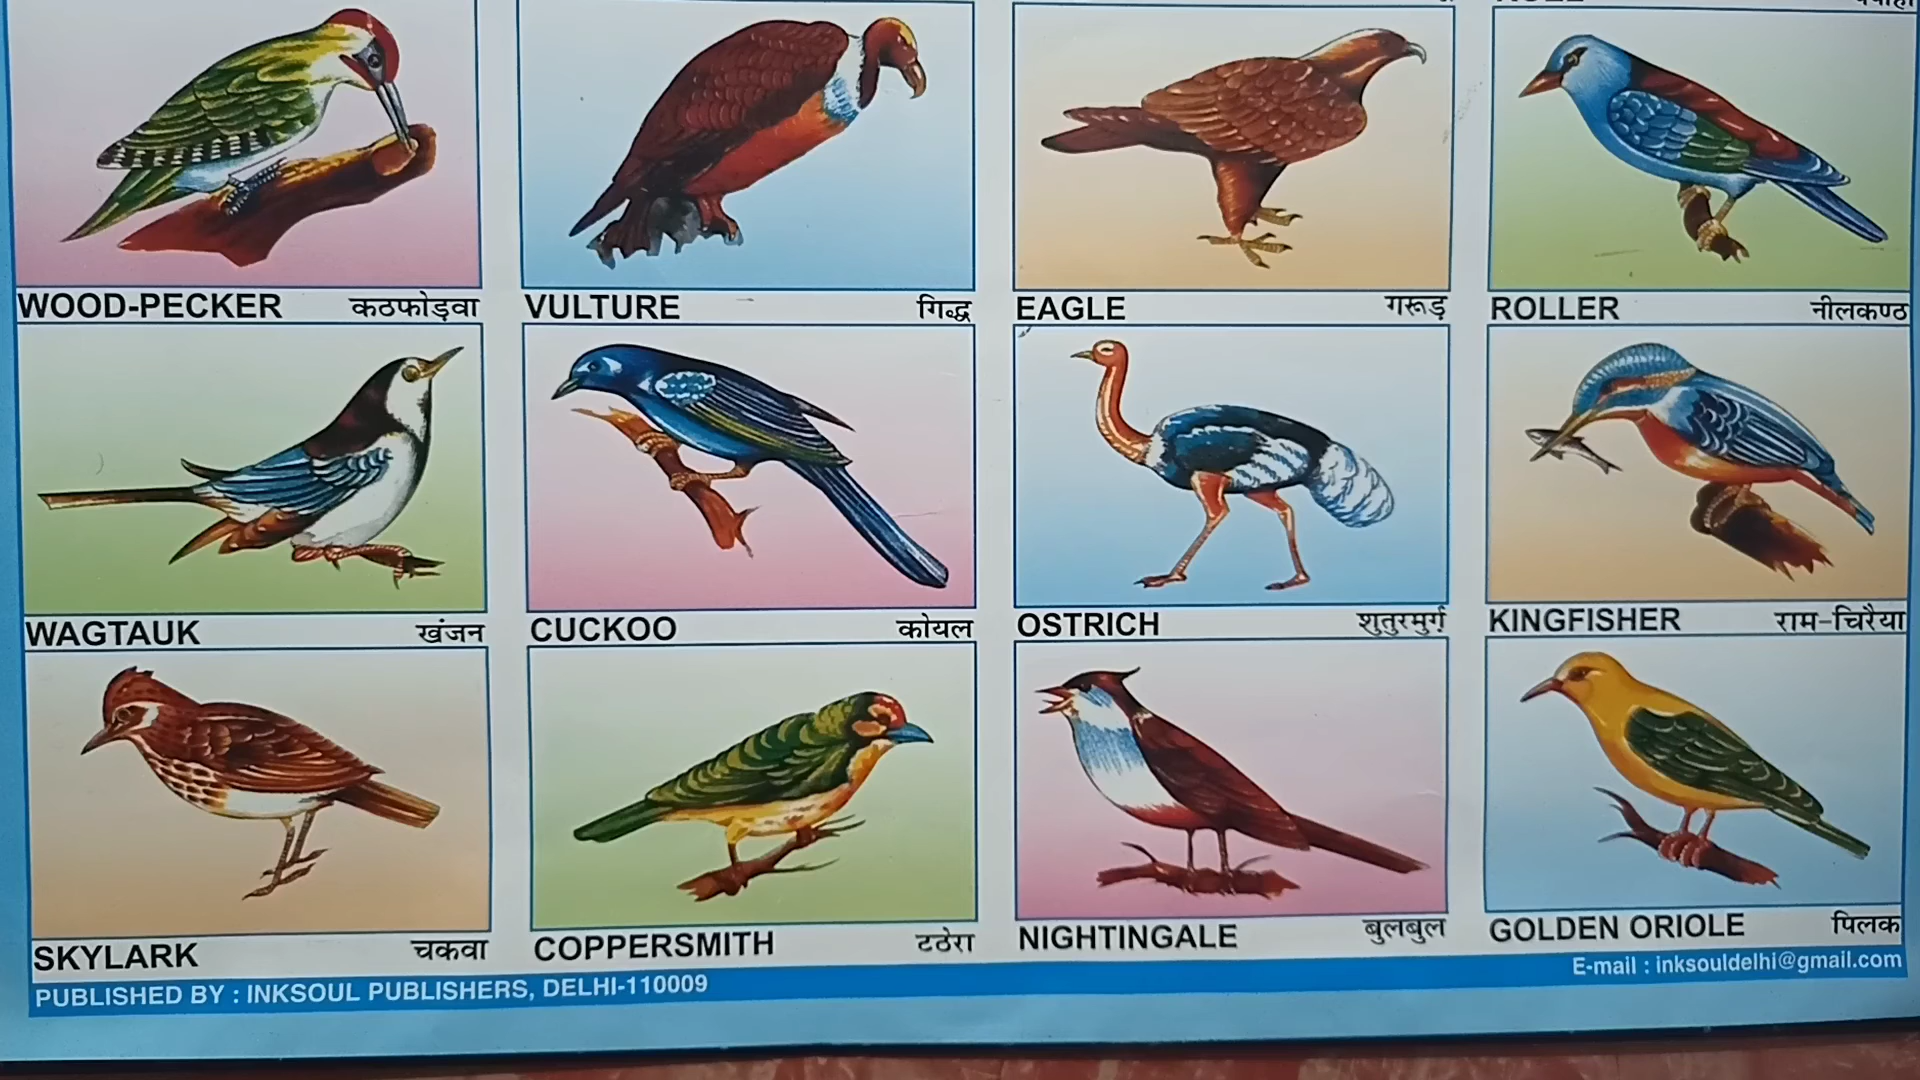 WOOD-PECKER कठफोड़वा VULTURE गिद्ध EAGLE गरूड़ ROLLER नीलकण्ठ
WAGTAUK खंजन CUCKOO कोयल OSTRICH शुतुरमुर्ग KINGFISHER राम-चिरैया
SKYLARK चकवा COPPERSMITH टठेरा NIGHTINGALE बुलबुल GOLDEN ORIOLE पिलक
PUBLISHED BY : INKSOUL PUBLISHERS, DELHI-110009 E-mail : inksouldelhi@gmail.com